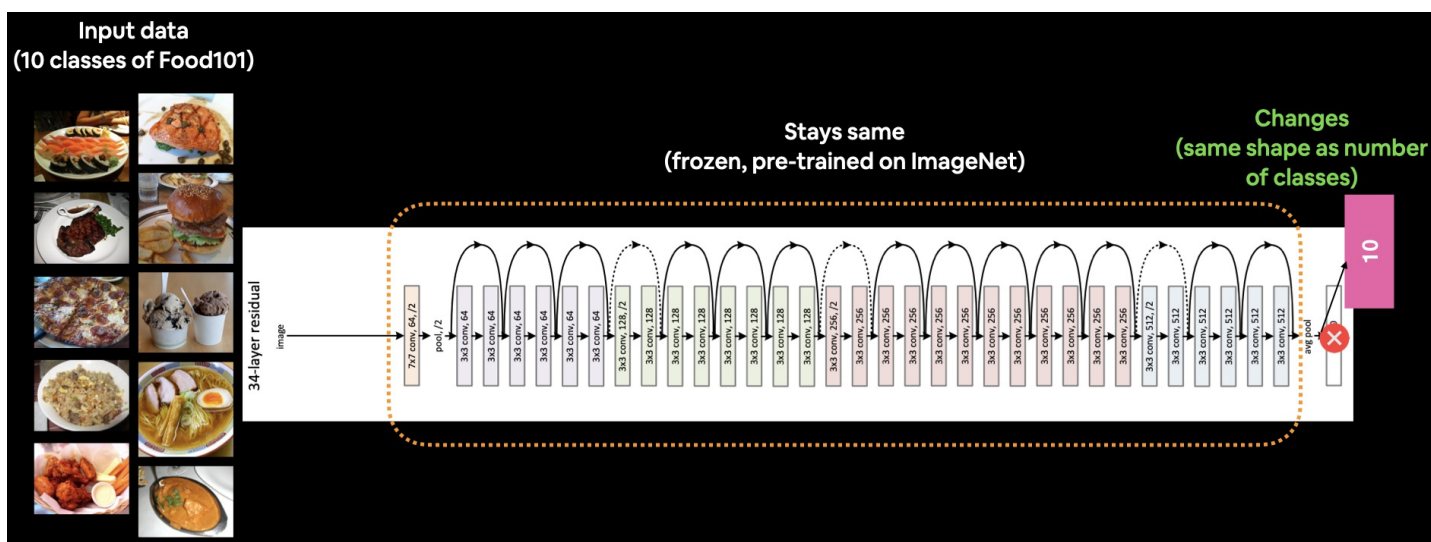 Input data
(10 classes of Food101)
Stays same
(frozen, pre-trained on ImageNet)
Changes
(same shape as number
of classes)
34-layer residual
image
7x7 conv, 64, /2
pool, /2
3x3 conv, 64
3x3 conv, 64
3x3 conv, 64
3x3 conv, 64
3x3 conv, 64
3x3 conv, 64
3x3 conv, 128, /2
3x3 conv, 128
3x3 conv, 128
3x3 conv, 128
3x3 conv, 128
3x3 conv, 128
3x3 conv, 128
3x3 conv, 128
3x3 conv, 256, /2
3x3 conv, 256
3x3 conv, 256
3x3 conv, 256
3x3 conv, 256
3x3 conv, 256
3x3 conv, 256
3x3 conv, 256
3x3 conv, 256
3x3 conv, 256
3x3 conv, 256
3x3 conv, 256
3x3 conv, 512, /2
3x3 conv, 512
3x3 conv, 512
3x3 conv, 512
3x3 conv, 512
3x3 conv, 512
avg pool
10